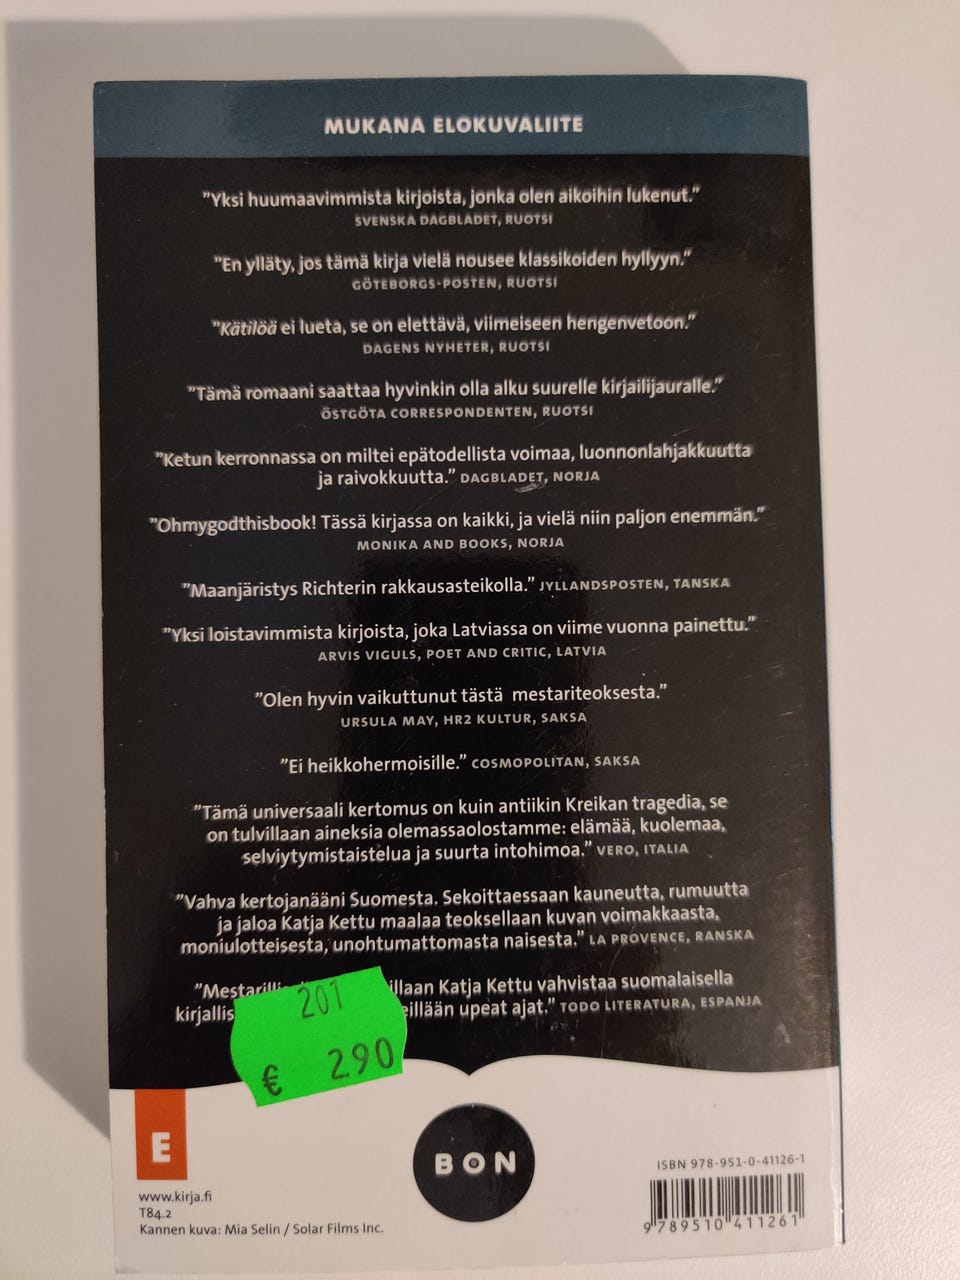 MUKANA ELOKUVALIITE
”Yksi huumaavimmista kirjoista, jonka olen aikoihin lukenut.”
SVENSKA DAGBLADET, RUOTSI
”En ylläty, jos tämä kirja vielä nousee klassikoiden hyllyyn.”
GÖTEBORGS-POSTEN, RUOTSI
”Kätilöä ei lueta, se on elettävä, viimeiseen hengenvetoon.”
DAGENS NYHETER, RUOTSI
”Tämä romaani saattaa hyvinkin olla alku suurelle kirjailijauralle.”
ÖSTGÖTA CORRESPONDENTEN, RUOTSI
”Ketun kerronnassa on miltei epätodellista voimaa, luonnonlahjakkuutta
ja raivokkuutta.” DAGBLADET, NORJA
”Ohmygodthisbook! Tässä kirjassa on kaikki, ja vielä niin paljon enemmän.”
MONIKA AND BOOKS, NORJA
”Maanjäristys Richterin rakkausasteikolla.” JYLLANDSPOSTEN, TANSKA
”Yksi loistavimmista kirjoista, joka Latviassa on viime vuonna painettu.”
ARVIS VIGULS, POET AND CRITIC, LATVIA
”Olen hyvin vaikuttunut tästä mestariteoksesta.”
URSULA MAY, HR2 KULTUR, SAKSA
”Ei heikkohermoisille.” COSMOPOLITAN, SAKSA
”Tämä universaali kertomus on kuin antiikin Kreikan tragedia, se
on tulvillaan aineksia olemassaolostamme: elämää, kuolemaa,
selviytymistaistelua ja suurta intohimoa.” VERO, ITALIA
”Vahva kertojanääni Suomesta. Sekoittaessaan kauneutta, rumuutta
ja jaloa Katja Kettu maalaa teoksellaan kuvan voimakkaasta,
moniulotteisesta, unohtumattomasta naisesta.” LA PROVENCE, RANSKA
Katja Kettu vahvistaa suomalaisella
upeat ajat.” TODO LITERATURA, ESPANJA
201
€ 2.90
E
BON
www.kirja.fi
T84.2
Kannen kuva: Mia Selin / Solar Films Inc.
ISBN 978-951-0-41126-1
9789510411261